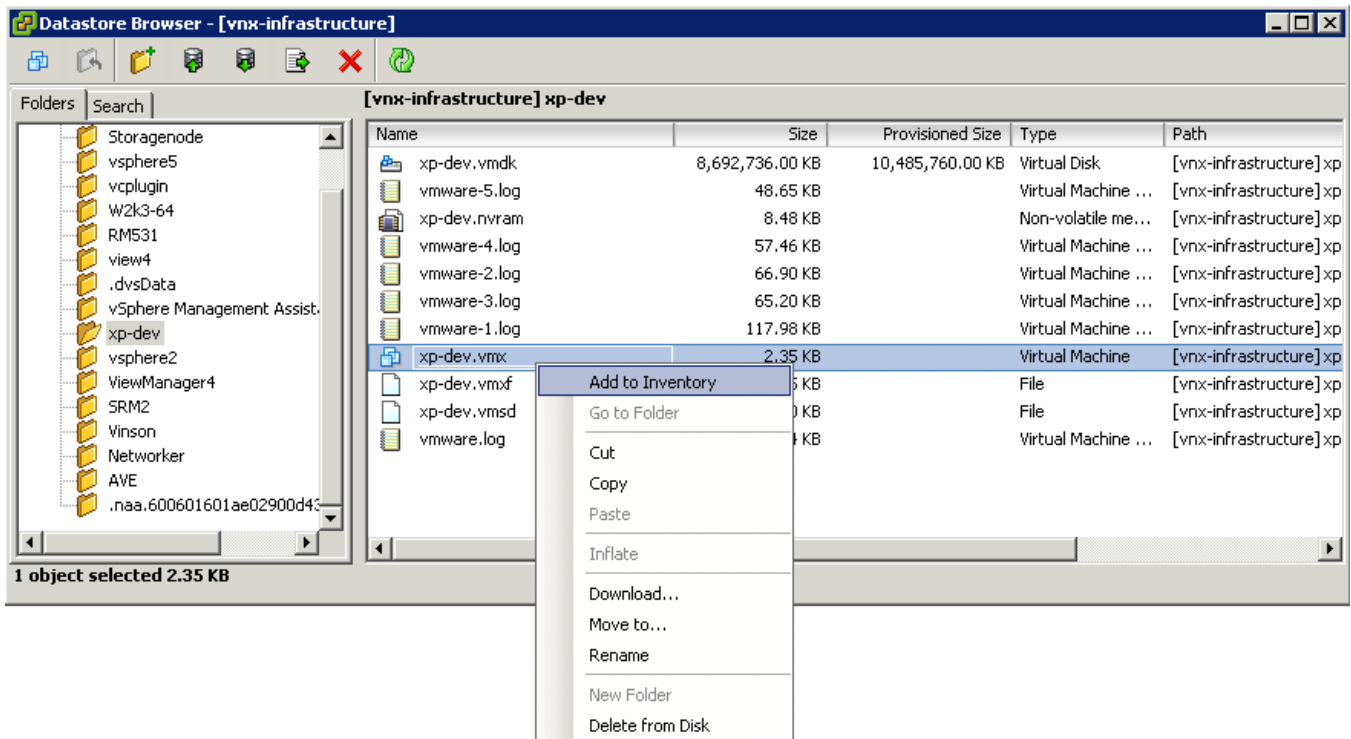 Datastore Browser - [vnx-infrastructure]
Folders Search
[vnx-infrastructure] xp-dev
Storagenode
vsphere5
vcplugin
W2k3-64
RM531
view4
.dvsData
vSphere Management Assist
xp-dev
vsphere2
ViewManager4
SRM2
Vinson
Networker
AVE
.naa.600601601ae02900d43
Name Size Provisioned Size Type Path
xp-dev.vmdk 8,692,736.00 KB 10,485,760.00 KB Virtual Disk [vnx-infrastructure] xp
vmware-5.log 48.65 KB Virtual Machine ... [vnx-infrastructure] xp
xp-dev.nvram 8.48 KB Non-volatile me... [vnx-infrastructure] xp
vmware-4.log 57.46 KB Virtual Machine ... [vnx-infrastructure] xp
vmware-2.log 66.90 KB Virtual Machine ... [vnx-infrastructure] xp
vmware-3.log 65.20 KB Virtual Machine ... [vnx-infrastructure] xp
vmware-1.log 117.98 KB Virtual Machine ... [vnx-infrastructure] xp
xp-dev.vmx 2.35 KB Virtual Machine [vnx-infrastructure] xp
xp-dev.vmxf KB File [vnx-infrastructure] xp
xp-dev.vmsd KB File [vnx-infrastructure] xp
vmware.log KB Virtual Machine ... [vnx-infrastructure] xp
Add to Inventory
Go to Folder
Cut
Copy
Paste
Inflate
Download...
Move to...
Rename
New Folder
Delete from Disk
1 object selected 2.35 KB